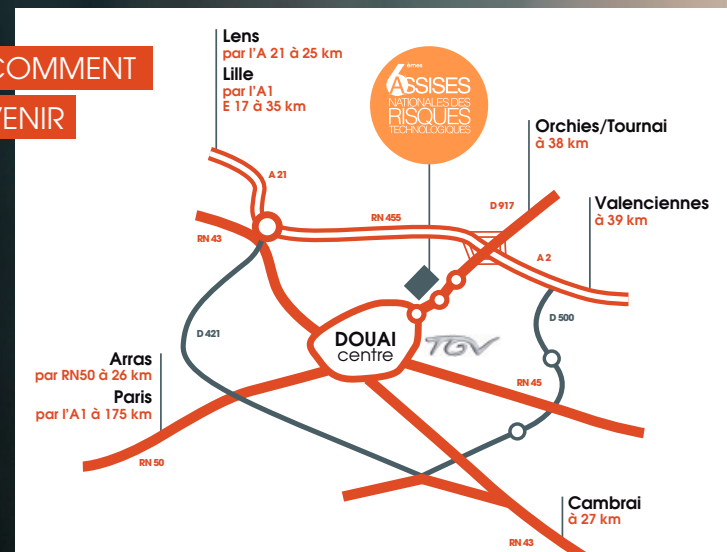 COMMENT
VENIR
Lens
par l'A 21 à 25 km
Lille
par l'A1
E 17 à 35 km
6èmes
ASSISES
NATIONALES DES
RISQUES
TECHNOLOGIQUES
Orchies/Tournai
à 38 km
Valenciennes
à 39 km
A 21
D 917
RN 455
RN 43
A 2
D 500
D 421
DOUAI
centre
TGV
Arras
par RN50 à 26 km
Paris
par l'A1 à 175 km
RN 45
RN 50
Cambrai
à 27 km
RN 43